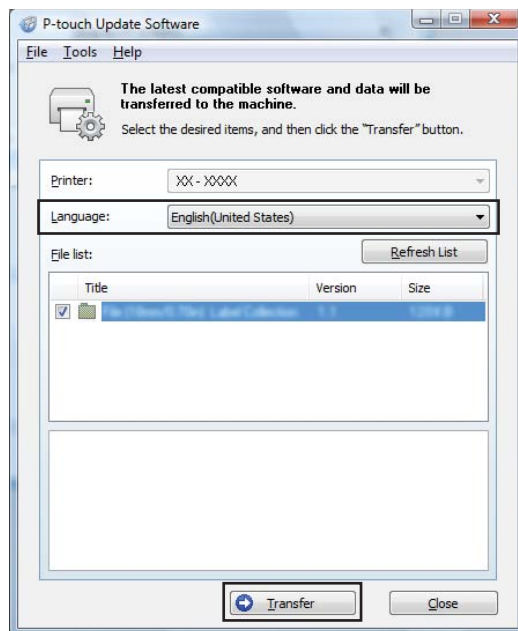 P-touch Update Software
File Tools Help
The latest compatible software and data will be
transferred to the machine.
Select the desired items, and then click the "Transfer" button.
Printer: XX - XXXX
Language: English(United States)
File list: Refresh List
Title Version Size
Transfer Close